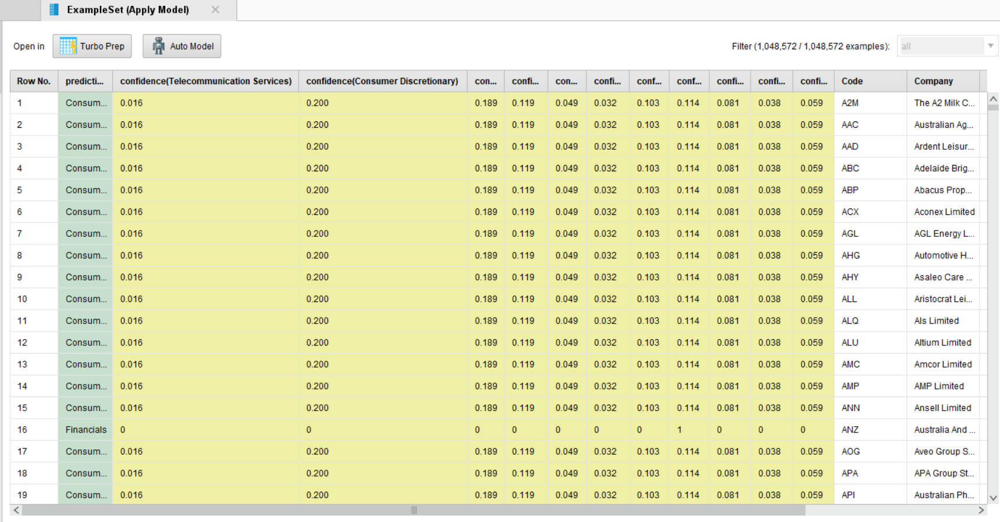 ExampleSet (Apply Model)
Open in Turbo Prep Auto Model Filter (1,048,572 / 1,048,572 examples): all
Row No. predicti... confidence(Telecommunication Services) confidence(Consumer Discretionary) con... confi... con... confi... conf... conf... confi... confi... confi... Code Company
1 Consum... 0.016 0.200 0.189 0.119 0.049 0.032 0.103 0.114 0.081 0.038 0.059 A2M The A2 Milk C...
2 Consum... 0.016 0.200 0.189 0.119 0.049 0.032 0.103 0.114 0.081 0.038 0.059 AAC Australian Ag...
3 Consum... 0.016 0.200 0.189 0.119 0.049 0.032 0.103 0.114 0.081 0.038 0.059 AAD Ardent Leisur...
4 Consum... 0.016 0.200 0.189 0.119 0.049 0.032 0.103 0.114 0.081 0.038 0.059 ABC Adelaide Brig...
5 Consum... 0.016 0.200 0.189 0.119 0.049 0.032 0.103 0.114 0.081 0.038 0.059 ABP Abacus Prop...
6 Consum... 0.016 0.200 0.189 0.119 0.049 0.032 0.103 0.114 0.081 0.038 0.059 ACX Aconex Limited
7 Consum... 0.016 0.200 0.189 0.119 0.049 0.032 0.103 0.114 0.081 0.038 0.059 AGL AGL Energy L...
8 Consum... 0.016 0.200 0.189 0.119 0.049 0.032 0.103 0.114 0.081 0.038 0.059 AHG Automotive H...
9 Consum... 0.016 0.200 0.189 0.119 0.049 0.032 0.103 0.114 0.081 0.038 0.059 AHY Asaleo Care ...
10 Consum... 0.016 0.200 0.189 0.119 0.049 0.032 0.103 0.114 0.081 0.038 0.059 ALL Aristocrat Lei...
11 Consum... 0.016 0.200 0.189 0.119 0.049 0.032 0.103 0.114 0.081 0.038 0.059 ALQ Als Limited
12 Consum... 0.016 0.200 0.189 0.119 0.049 0.032 0.103 0.114 0.081 0.038 0.059 ALU Altium Limited
13 Consum... 0.016 0.200 0.189 0.119 0.049 0.032 0.103 0.114 0.081 0.038 0.059 AMC Amcor Limited
14 Consum... 0.016 0.200 0.189 0.119 0.049 0.032 0.103 0.114 0.081 0.038 0.059 AMP AMP Limited
15 Consum... 0.016 0.200 0.189 0.119 0.049 0.032 0.103 0.114 0.081 0.038 0.059 ANN Ansell Limited
16 Financials 0 0 0 0 0 0 0 1 0 0 0 ANZ Australia And ...
17 Consum... 0.016 0.200 0.189 0.119 0.049 0.032 0.103 0.114 0.081 0.038 0.059 AOG Aveo Group S...
18 Consum... 0.016 0.200 0.189 0.119 0.049 0.032 0.103 0.114 0.081 0.038 0.059 APA APA Group St...
19 Consum... 0.016 0.200 0.189 0.119 0.049 0.032 0.103 0.114 0.081 0.038 0.059 API Australian Ph...